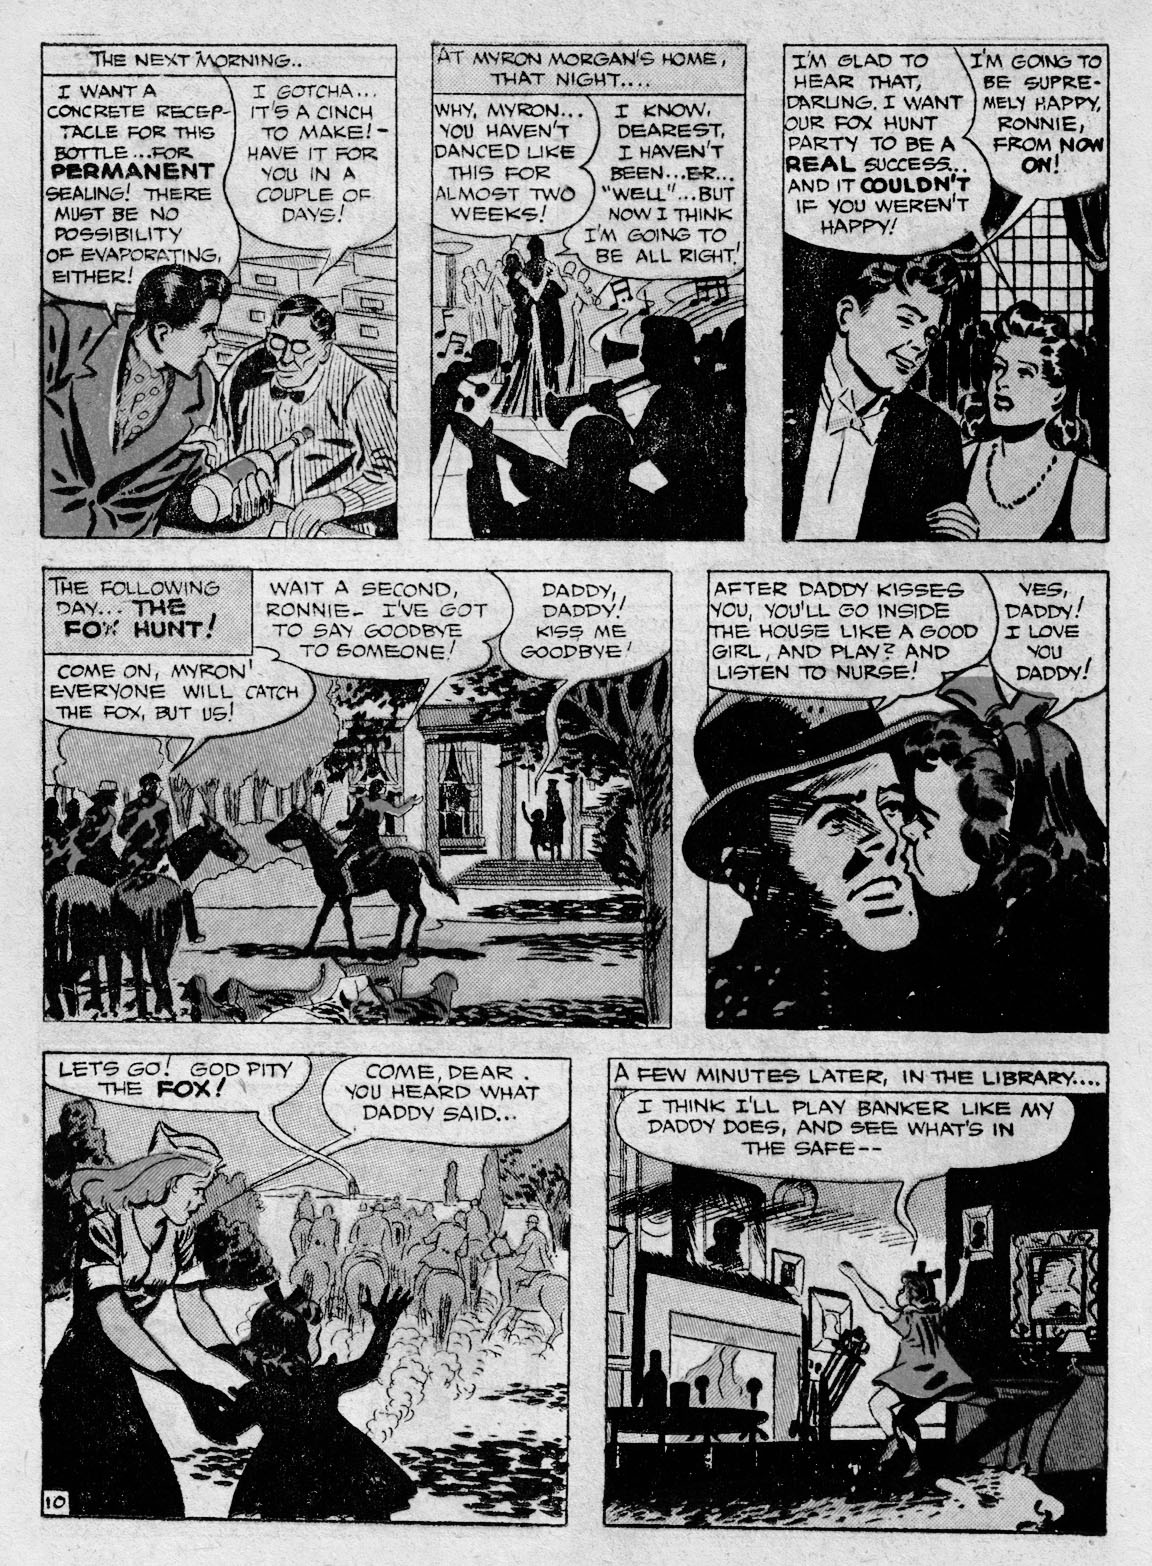 THE NEXT MORNING..
I WANT A
CONCRETE RECEP-
TACLE FOR THIS
BOTTLE...FOR
PERMANENT
SEALING! THERE
MUST BE NO
POSSIBILITY
OF EVAPORATING,
EITHER!
I GOTCHA...
IT'S A CINCH
TO MAKE!-
HAVE IT FOR
YOU IN A
COUPLE OF
DAYS!
AT MYRON MORGAN'S HOME,
THAT NIGHT....
WHY, MYRON...
YOU HAVEN'T
DANCED LIKE
THIS FOR
ALMOST TWO
WEEKS!
I KNOW,
DEAREST,
I HAVEN'T
BEEN...ER...
"WELL"...BUT
NOW I THINK
I'M GOING TO
BE ALL RIGHT!
I'M GLAD TO
HEAR THAT,
DARLING. I WANT
OUR FOX HUNT
PARTY TO BE A
REAL SUCCESS...
AND IT COULDN'T
IF YOU WEREN'T
HAPPY!
I'M GOING TO
BE SUPRE-
MELY HAPPY,
RONNIE,
FROM NOW
ON!
THE FOLLOWING
DAY... THE
FOX HUNT!
COME ON, MYRON!
EVERYONE WILL CATCH
THE FOX, BUT US!
WAIT A SECOND,
RONNIE- I'VE GOT
TO SAY GOODBYE
TO SOMEONE!
DADDY,
DADDY!
KISS ME
GOODBYE!
AFTER DADDY KISSES
YOU, YOU'LL GO INSIDE
THE HOUSE LIKE A GOOD
GIRL, AND PLAY? AND
LISTEN TO NURSE!
YES,
DADDY!
I LOVE
YOU
DADDY!
LET'S GO! GOD PITY
THE FOX!
COME, DEAR.
YOU HEARD WHAT
DADDY SAID...
A FEW MINUTES LATER, IN THE LIBRARY....
I THINK I'LL PLAY BANKER LIKE MY
DADDY DOES, AND SEE WHAT'S IN
THE SAFE--
10